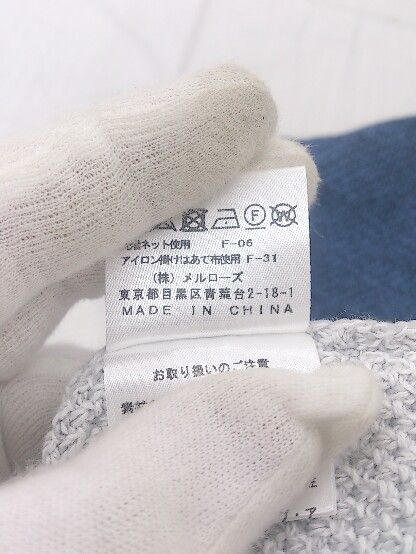 ネット使用 F-06
アイロン掛けはあて布使用 F-31
(株) メルローズ
東京都目黒区青葉台2-18-1
MADE IN CHINA
お取り扱いのご注意